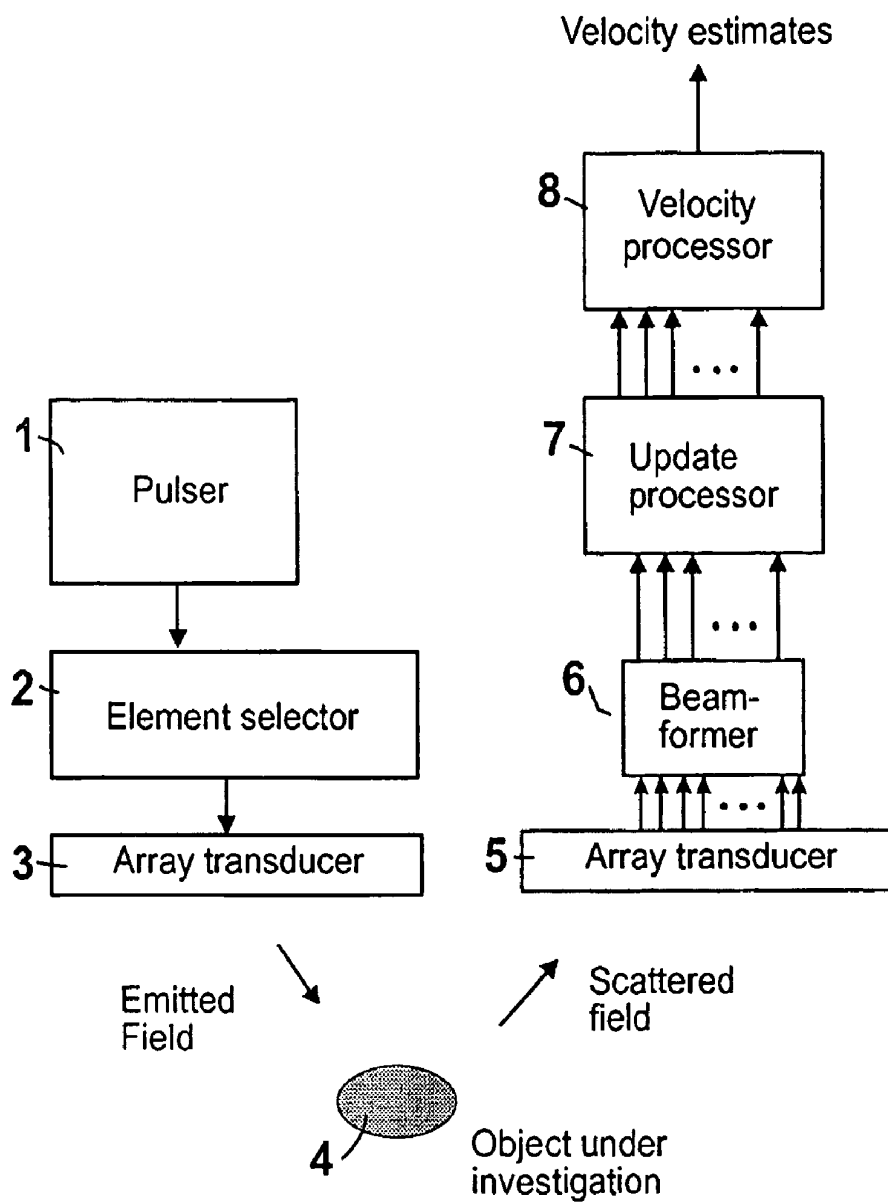 Velocity estimates
8
Velocity
processor
1
Pulser
7
Update
processor
2
Element selector
6
Beam-
former
3
Array transducer
5
Array transducer
Emitted
Field
Scattered
field
4
Object under
investigation